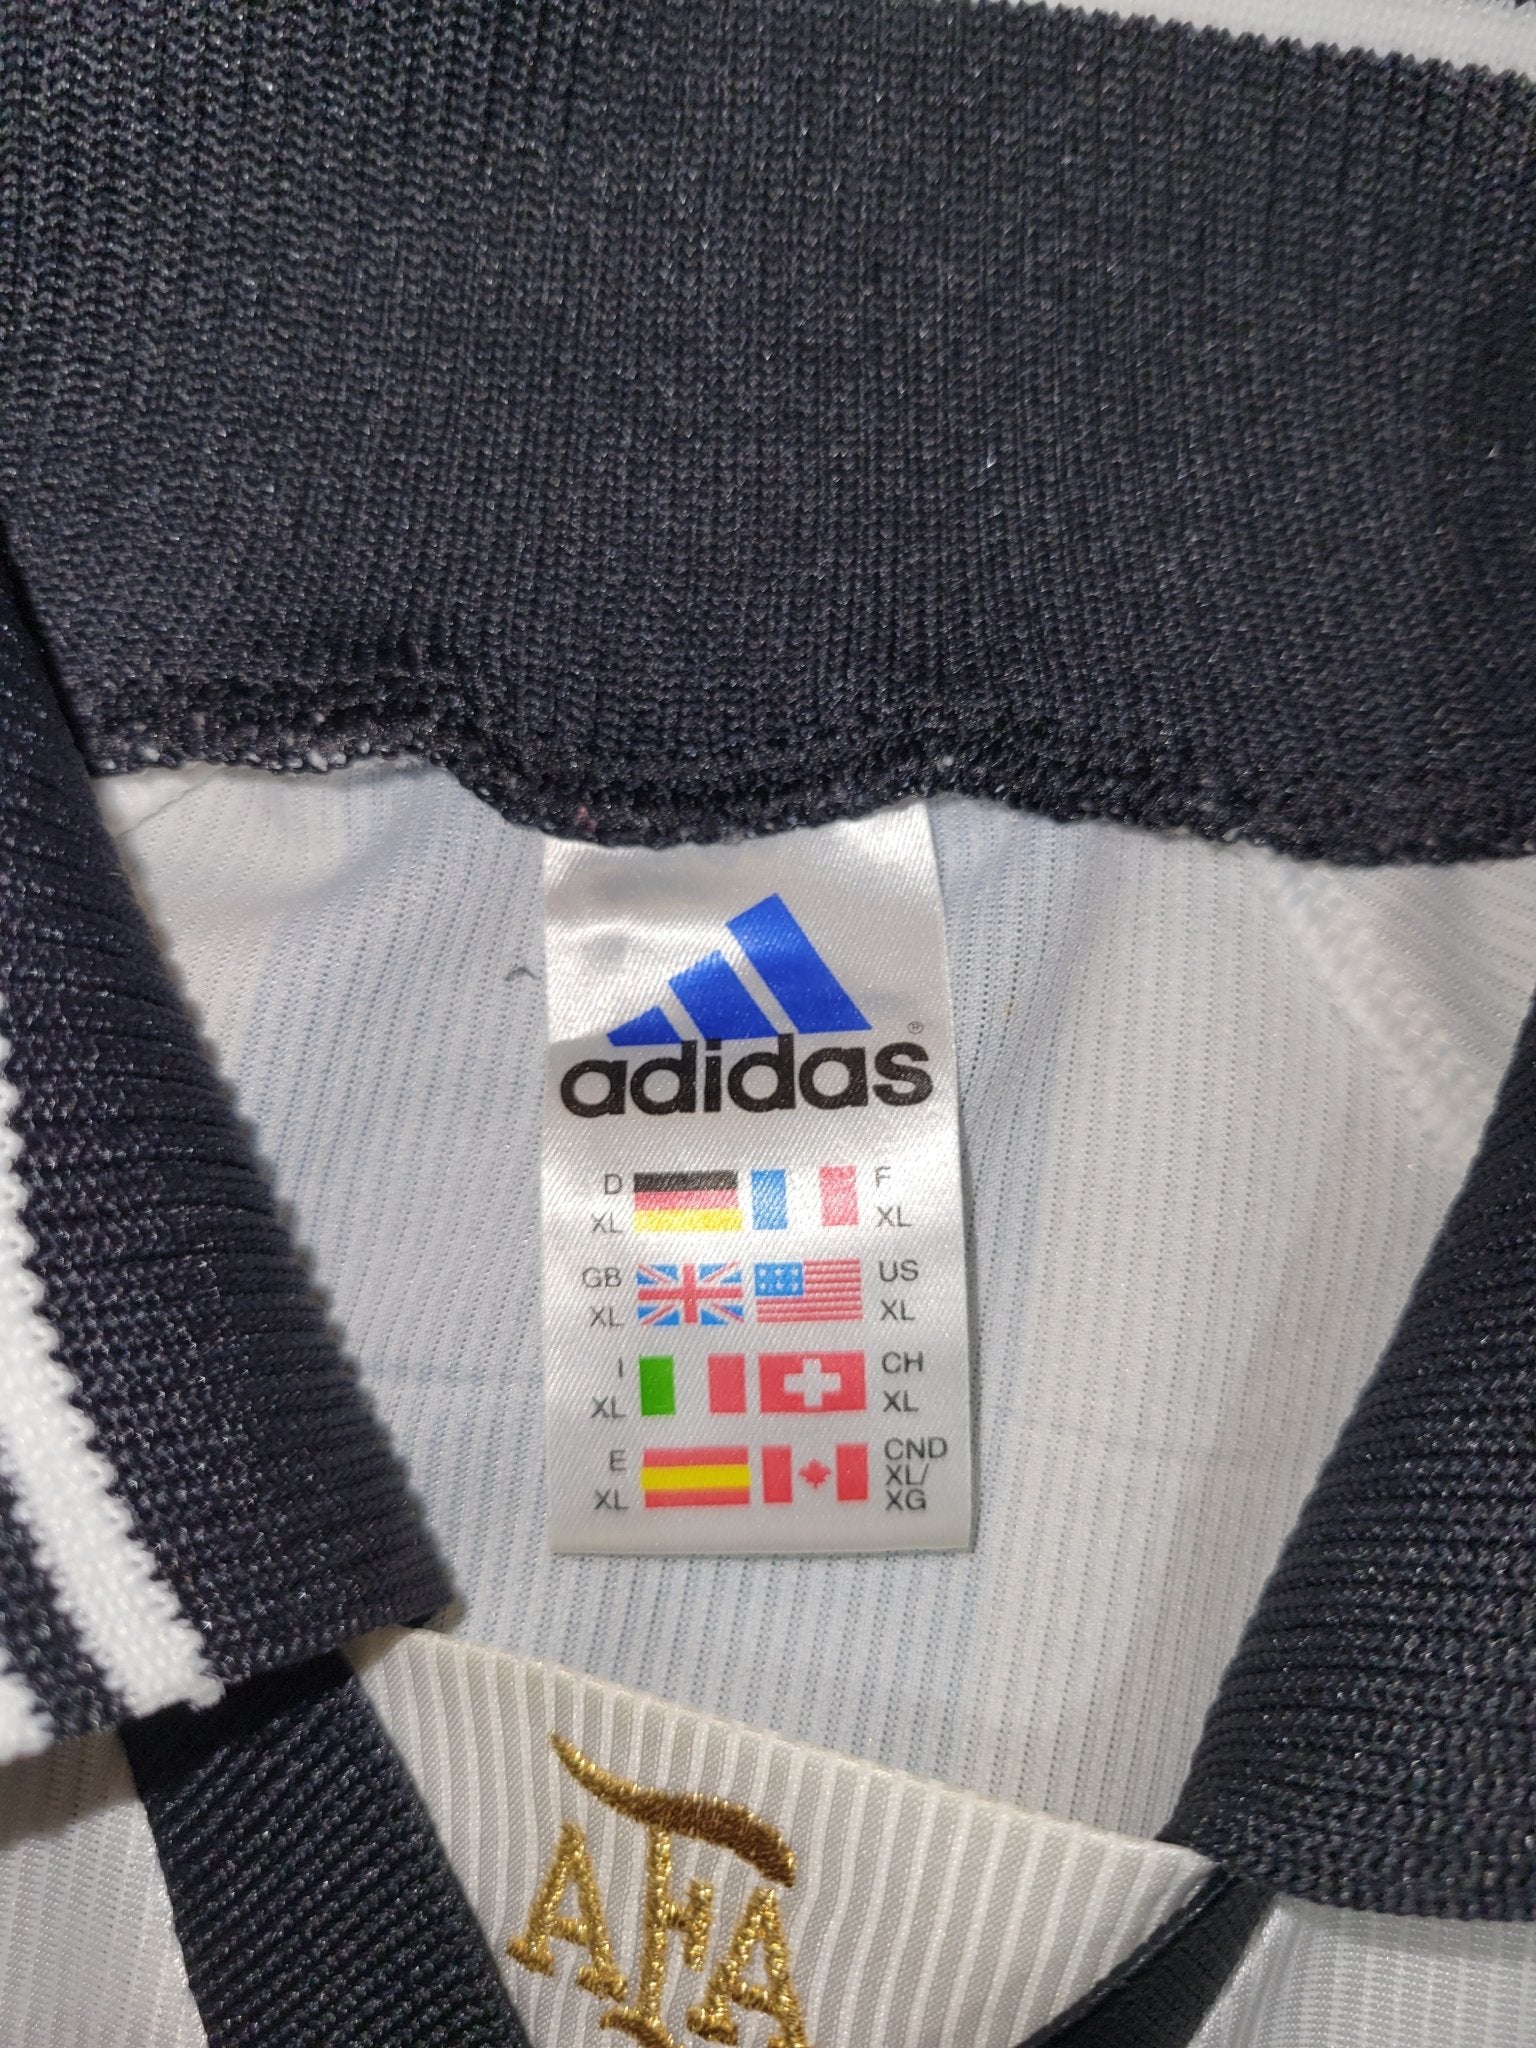 adidas®
D F
XL XL
GB US
XL XL
I CH
XL XL
E CND
XL XL/
XG
AFA